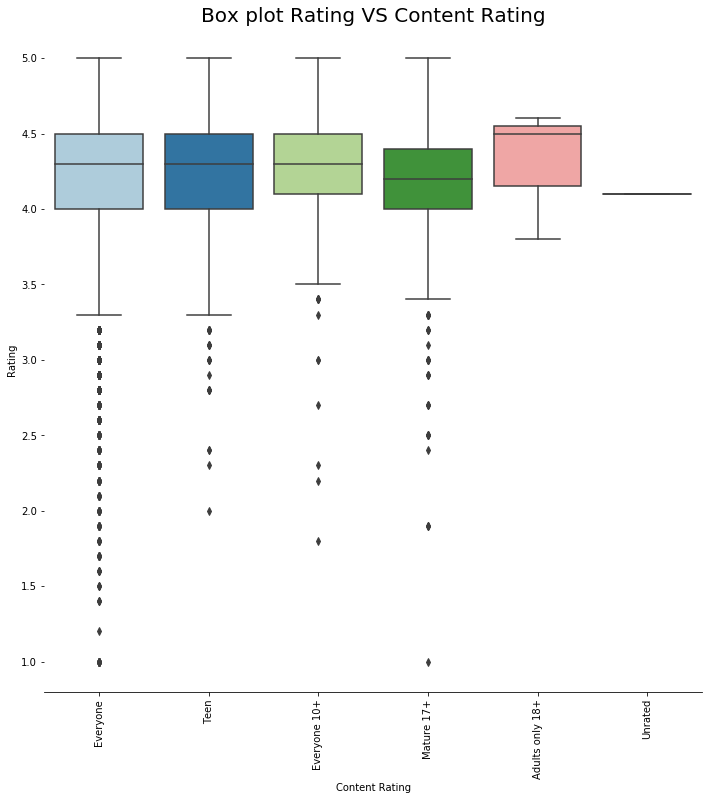 Box plot Rating VS Content Rating
5.0
4.5
4.0
3.5
3.0
2.5
2.0
1.5
1.0
Rating
Everyone
Teen
Everyone 10+
Mature 17+
Adults only 18+
Unrated
Content Rating